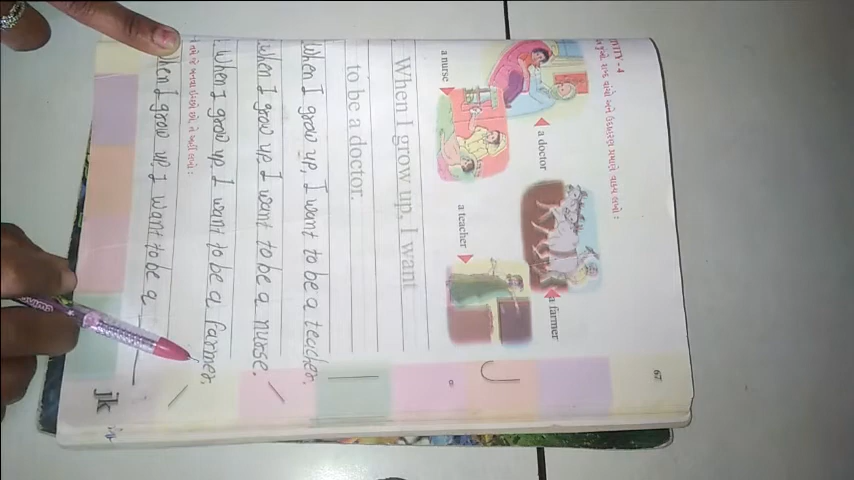 67
a doctor
a farmer
a nurse
a teacher
When I grow up, I want
to be a doctor.
When I grow up, I want to be a teacher.
When I grow up, I want to be a nurse.
When I grow up, I want to be a farmer.
When I grow up, I want to be a
jk